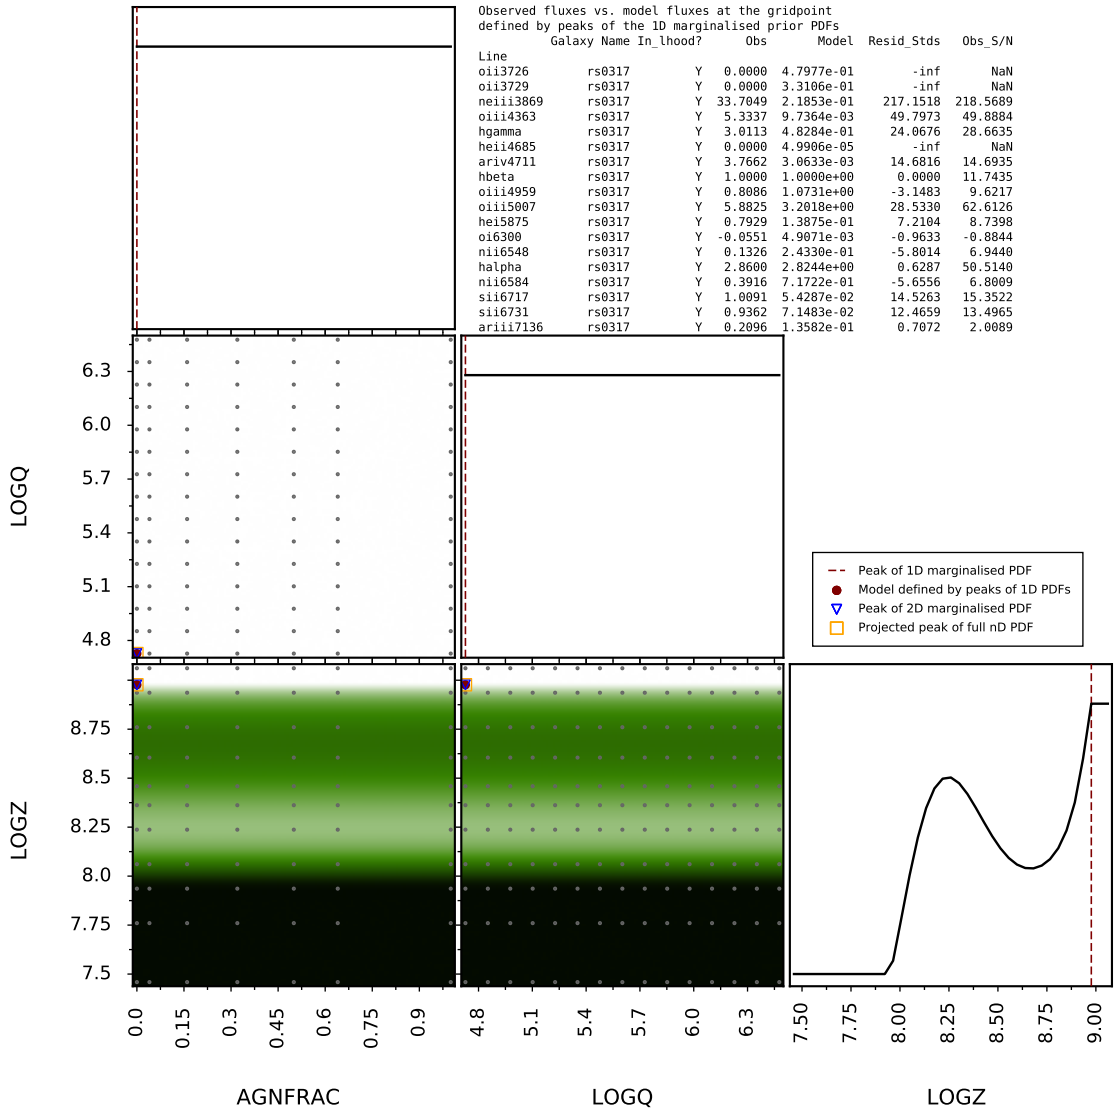 Observed fluxes vs. model fluxes at the gridpoint
defined by peaks of the 1D marginalised prior PDFs
Galaxy Name In_lhood? Obs Model Resid_Stds Obs_S/N
Line
oii3726 rs0317 Y 0.0000 4.7977e-01 -inf NaN
oii3729 rs0317 Y 0.0000 3.3106e-01 -inf NaN
neiii3869 rs0317 Y 33.7049 2.1853e-01 217.1518 218.5689
oiii4363 rs0317 Y 5.3337 9.7364e-03 49.7973 49.8884
hgamma rs0317 Y 3.0113 4.8284e-01 24.0676 28.6635
heii4685 rs0317 Y 0.0000 4.9906e-05 -inf NaN
ariv4711 rs0317 Y 3.7662 3.0633e-03 14.6816 14.6935
hbeta rs0317 Y 1.0000 1.0000e+00 0.0000 11.7435
oiii4959 rs0317 Y 0.8086 1.0731e+00 -3.1483 9.6217
oiii5007 rs0317 Y 5.8825 3.2018e+00 28.5330 62.6126
hei5875 rs0317 Y 0.7929 1.3875e-01 7.2104 8.7398
oi6300 rs0317 Y -0.0551 4.9071e-03 -0.9633 -0.8844
nii6548 rs0317 Y 0.1326 2.4330e-01 -5.8014 6.9440
halpha rs0317 Y 2.8600 2.8244e+00 0.6287 50.5140
nii6584 rs0317 Y 0.3916 7.1722e-01 -5.6556 6.8009
sii6717 rs0317 Y 1.0091 5.4287e-02 14.5263 15.3522
sii6731 rs0317 Y 0.9362 7.1483e-02 12.4659 13.4965
ariii7136 rs0317 Y 0.2096 1.3582e-01 0.7072 2.0089
LOGQ
6.3
6.0
5.7
5.4
5.1
4.8
Peak of 1D marginalised PDF
Model defined by peaks of 1D PDFs
Peak of 2D marginalised PDF
Projected peak of full nD PDF
LOGZ
8.75
8.5
8.25
8.0
7.75
7.5
0.0 0.15 0.3 0.45 0.6 0.75 0.9
4.8 5.1 5.4 5.7 6.0 6.3
7.50 7.75 8.00 8.25 8.50 8.75 9.00
AGNFRAC LOGQ LOGZ